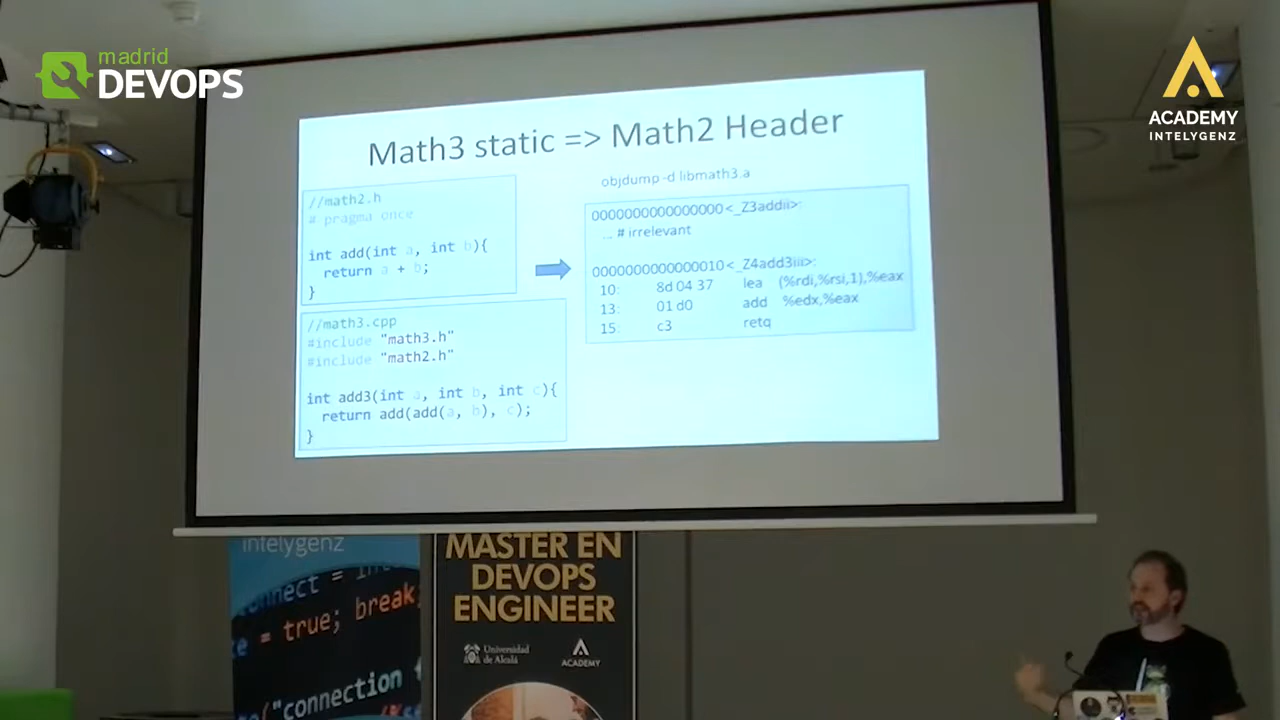 madrid
DEVOPS
ACADEMY
INTELYGENZ
Math3 static => Math2 Header
//math2.h
# pragma once
int add(int a, int b){
return a + b;
}
//math3.cpp
#include "math3.h"
#include "math2.h"
int add3(int a, int b, int c){
return add(add(a, b), c);
}
objdump -d libmath3.a
0000000000000000 <_Z3addii>:
... # irrelevant
0000000000000010 <_Z4add3iii>:
10: 8d 04 37 lea (%rdi,%rsi,1),%eax
13: 01 d0 add %edx,%eax
15: c3 retq
intelygenz
= true; break;
("connection
MASTER EN
DEVOPS
ENGINEER
Universidad
de Alcalá
ACADEMY